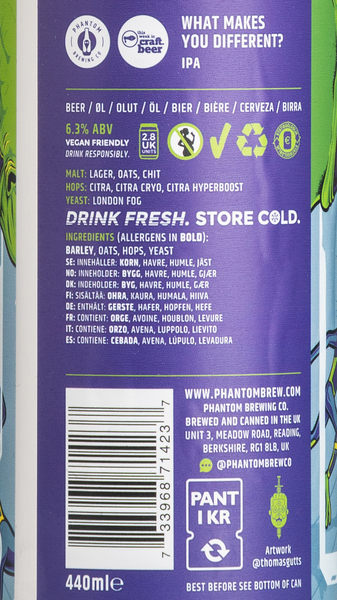 PHANTOM
BREWING CO
this week in craft beer
WHAT MAKES
YOU DIFFERENT?
IPA
BEER / ØL / OLUT / ÖL / BIER / BIÈRE / CERVEZA / BIRRA
6.3% ABV
VEGAN FRIENDLY
DRINK RESPONSIBLY.
2.8
UK
UNITS
MALT: LAGER, OATS, CHIT
HOPS: CITRA, CITRA CRYO, CITRA HYPERBOOST
YEAST: LONDON FOG
DRINK FRESH. STORE COLD.
INGREDIENTS (ALLERGENS IN BOLD):
BARLEY, OATS, HOPS, YEAST
SE: INNEHÅLLER: KORN, HAVRE, HUMLE, JÄST
NO: INNEHOLDER: BYGG, HAVRE, HUMLE, GJÆR
DK: INDEHOLDER: BYG, HAVRE, HUMLE, GÆR
FI: SISÄLTÄÄ: OHRA, KAURA, HUMALA, HIIVA
DE: ENTHÄLT: GERSTE, HAFER, HOPFEN, HEFE
FR: CONTIENT: ORGE, AVOINE, HOUBLON, LEVURE
IT: CONTIENE: ORZO, AVENA, LUPPOLO, LIEVITO
ES: CONTIENE: CEBADA, AVENA, LÚPULO, LEVADURA
7 33968 71423 7
440ml℮
WWW.PHANTOMBREW.COM
PHANTOM BREWING CO.
BREWED AND CANNED IN THE UK
UNIT 3, MEADOW ROAD, READING,
BERKSHIRE, RG1 8LB, UK
@PHANTOMBREWCO
PANT
1 KR
Artwork
@thomasgutts
BEST BEFORE SEE BOTTOM OF CAN